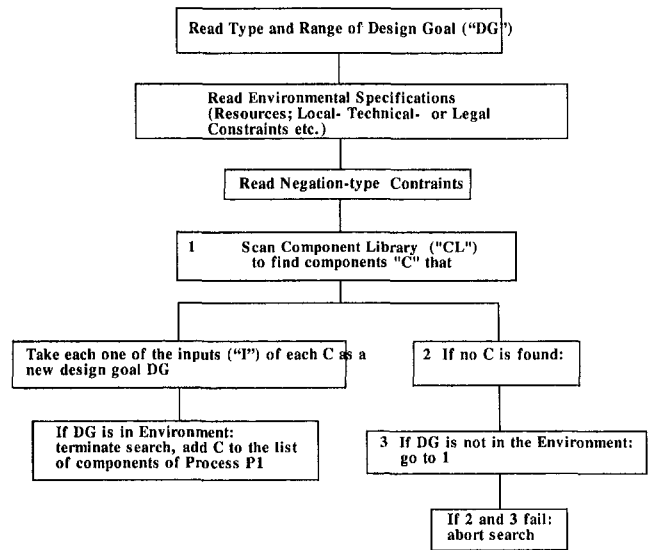 Read Type and Range of Design Goal (“DG”)
Read Environmental Specifications
(Resources; Local- Technical- or Legal
Constraints etc.)
Read Negation-type Contraints
1 Scan Component Library ("CL")
to find components "C" that
Take each one of the inputs (“I”) of each C as a
new design goal DG
2 If no C is found:
If DG is in Environment:
terminate search, add C to the list
of components of Process P1
3 If DG is not in the Environment:
go to 1
If 2 and 3 fail:
abort search